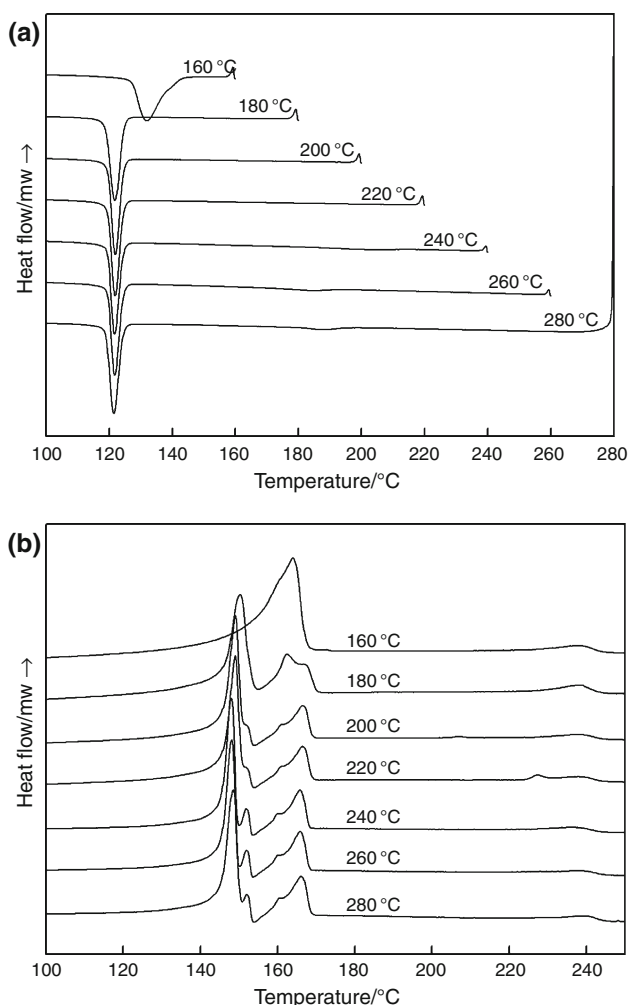 (a)
160 °C
180 °C
200 °C
220 °C
240 °C
260 °C
280 °C
Heat flow/mw →
100 120 140 160 180 200 220 240 260 280
Temperature/°C
(b)
160 °C
180 °C
200 °C
220 °C
240 °C
260 °C
280 °C
Heat flow/mw →
100 120 140 160 180 200 220 240
Temperature/°C